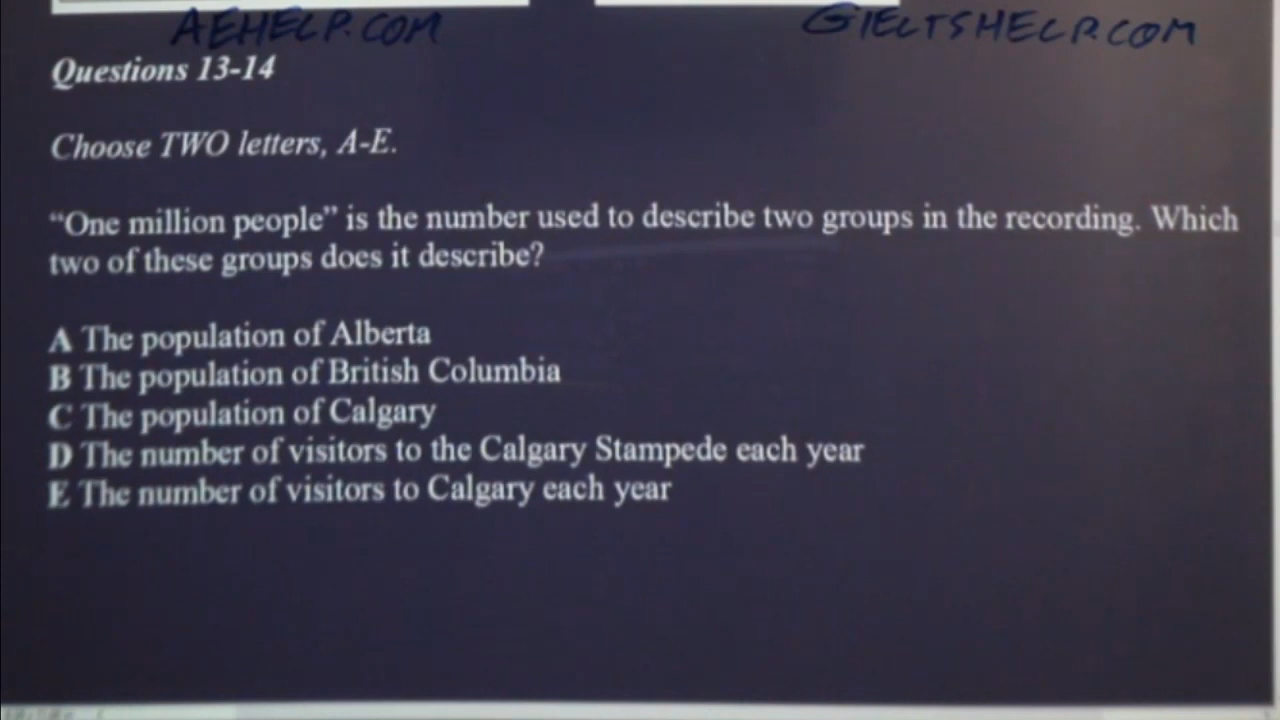 AEHELP.COM GIELTSHELP.COM
Questions 13-14
Choose TWO letters, A-E.
“One million people” is the number used to describe two groups in the recording. Which
two of these groups does it describe?
A The population of Alberta
B The population of British Columbia
C The population of Calgary
D The number of visitors to the Calgary Stampede each year
E The number of visitors to Calgary each year